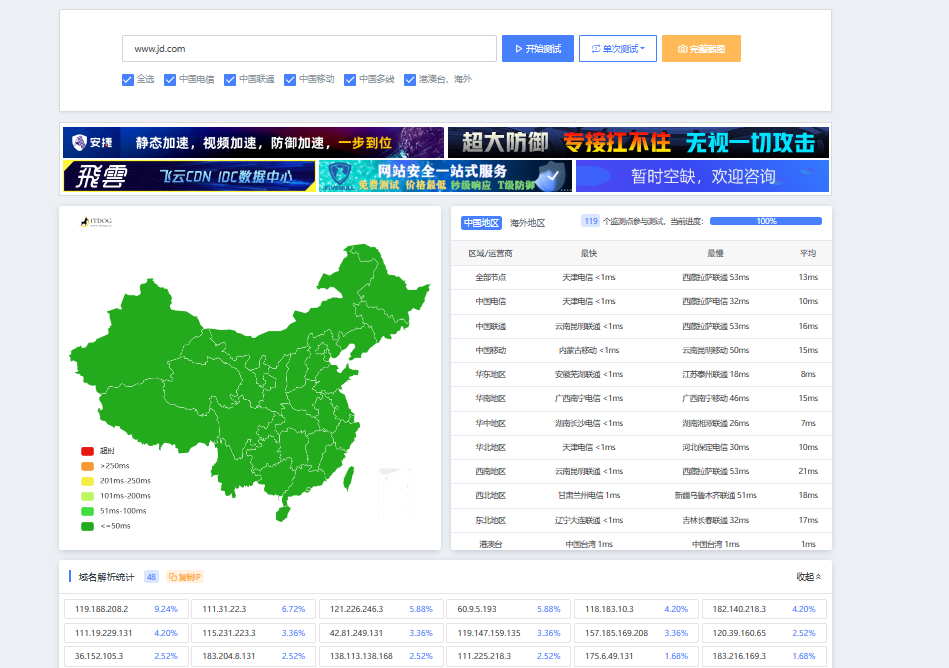 www.jd.com
开始测试
单次测试
完整截图
全选
中国电信
中国联通
中国移动
中国多线
港澳台、海外
安播
静态加速，视频加速，防御加速，一步到位
超大防御 专接扛不住 无视一切攻击
飛雲 飞云CDN IDC数据中心
网站安全一站式服务
免费测试 价格最低 秒级响应 T级防御
暂时空缺，欢迎咨询
ITDOG
超时
>250ms
201ms-250ms
101ms-200ms
51ms-100ms
<=50ms
中国地区 海外地区 119 个监测点参与测试，当前进度： 100%
区域/运营商 最快 最慢 平均
全部节点 天津电信 <1ms 西藏拉萨联通 53ms 13ms
中国电信 天津电信 <1ms 西藏拉萨电信 32ms 10ms
中国联通 云南昆明联通 <1ms 西藏拉萨联通 53ms 16ms
中国移动 内蒙古移动 <1ms 云南昆明移动 50ms 15ms
华东地区 安徽芜湖联通 <1ms 江苏泰州联通 18ms 8ms
华南地区 广西南宁电信 <1ms 广西南宁移动 46ms 15ms
华中地区 湖南长沙电信 <1ms 湖南湘潭联通 26ms 7ms
华北地区 天津电信 <1ms 河北保定电信 30ms 10ms
西南地区 云南昆明联通 <1ms 西藏拉萨联通 53ms 21ms
西北地区 甘肃兰州电信 1ms 新疆乌鲁木齐联通 51ms 18ms
东北地区 辽宁大连联通 <1ms 吉林长春联通 32ms 17ms
港澳台 中国台湾 1ms 中国台湾 1ms 1ms
域名解析统计 48 复制IP 收起
119.188.208.2 9.24% 111.31.22.3 6.72% 121.226.246.3 5.88% 60.9.5.193 5.88% 118.183.10.3 4.20% 182.140.218.3 4.20%
111.19.229.131 4.20% 115.231.223.3 3.36% 42.81.249.131 3.36% 119.147.159.135 3.36% 157.185.169.208 3.36% 120.39.160.65 2.52%
36.152.105.3 2.52% 183.204.8.131 2.52% 138.113.138.168 2.52% 111.225.218.3 2.52% 175.6.49.131 1.68% 183.216.169.3 1.68%